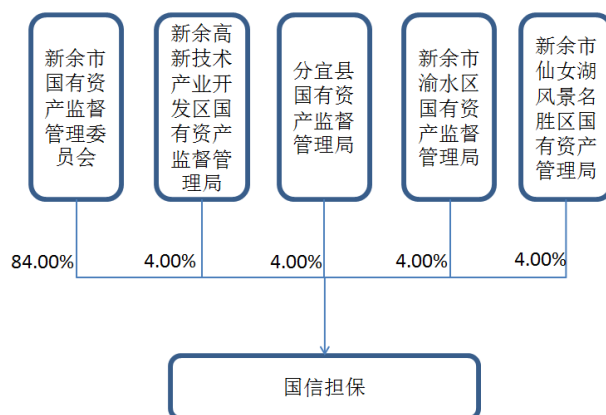 新余市
国有资
产监督
管理委
员会
新余高
新技术
产业开
发区国
有资产
监督管
理局
分宜县
国有资
产监督
管理局
新余市
渝水区
国有资
产监督
管理局
新余市
仙女湖
风景名
胜区国
有资产
管理局
84.00%
4.00%
4.00%
4.00%
4.00%
国信担保